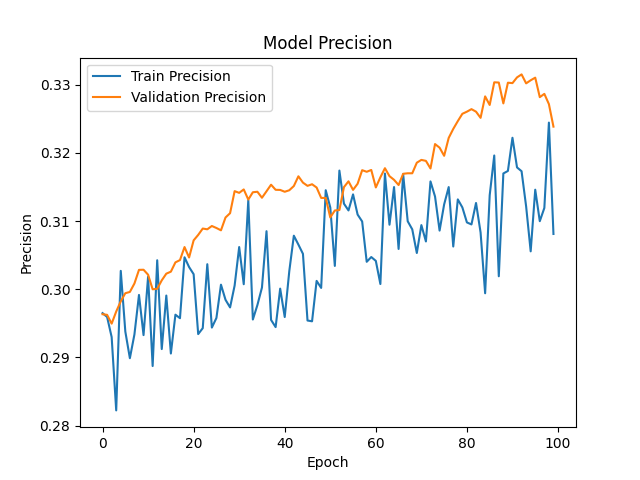 Model Precision
Train Precision
Validation Precision
Precision
0.33
0.32
0.31
0.30
0.29
0.28
0 20 40 60 80 100
Epoch